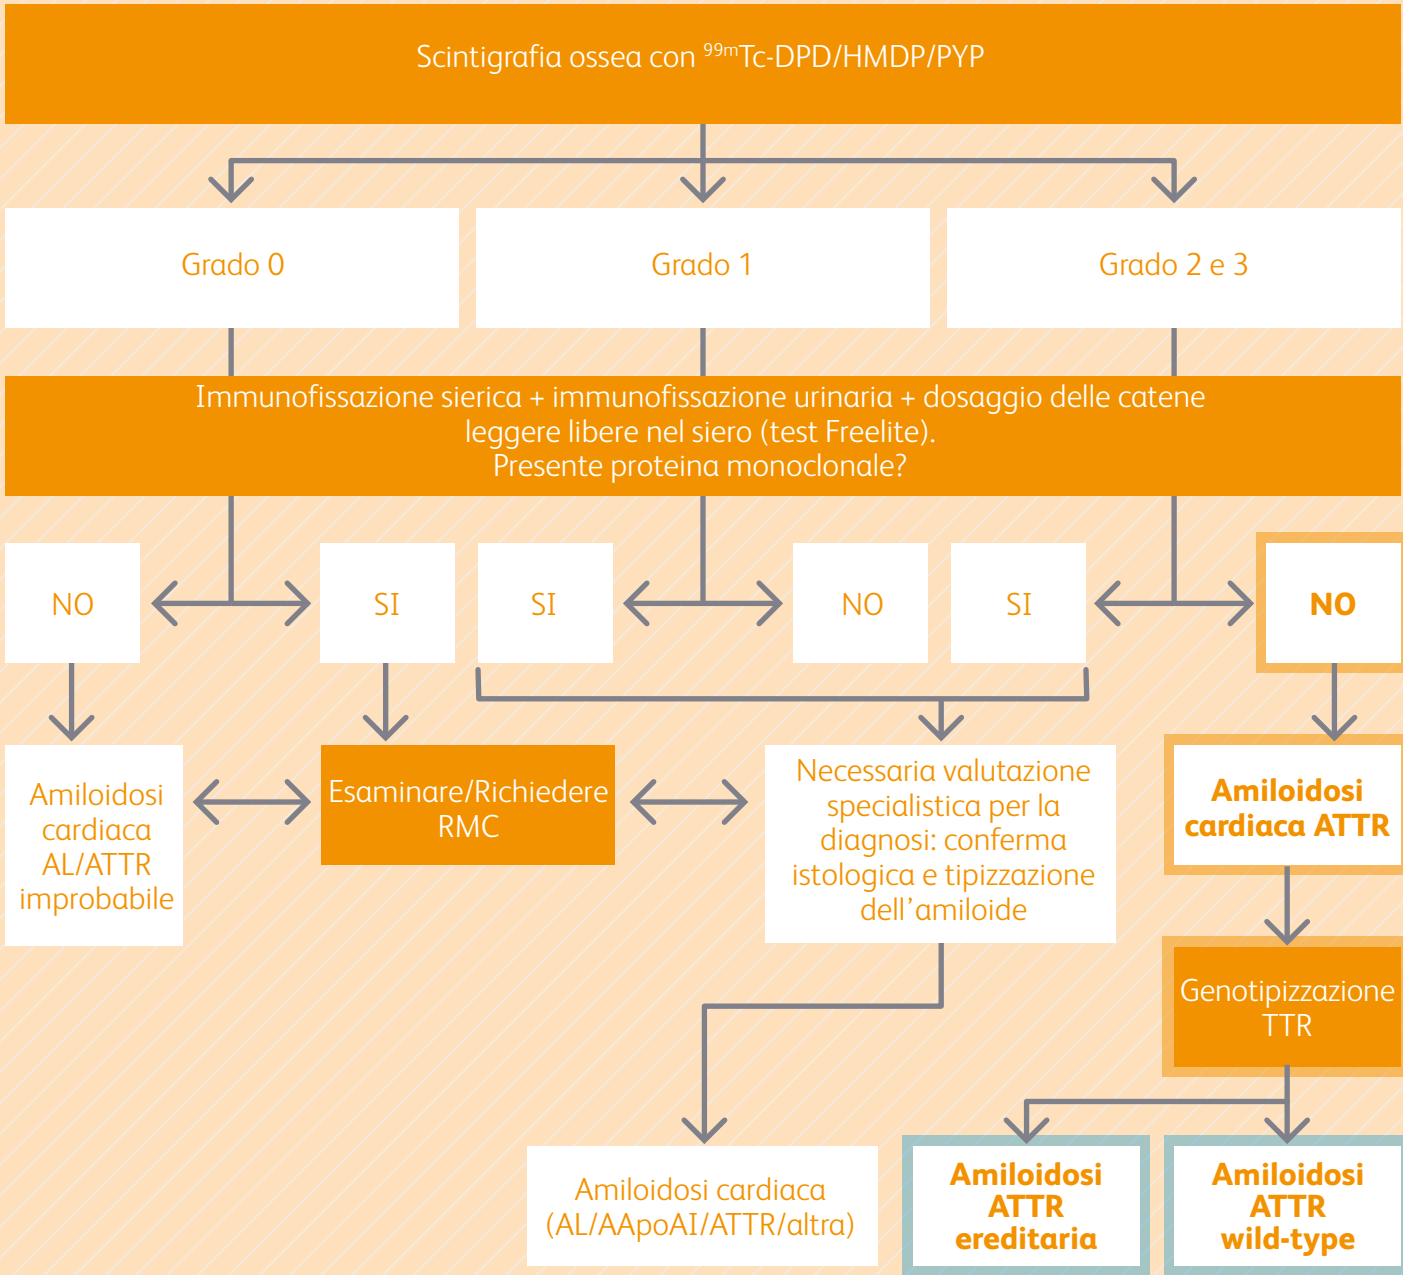 Scintigrafia ossea con ⁹⁹ᵐTc-DPD/HMDP/PYP
Grado 0
Grado 1
Grado 2 e 3
Immunofissazione sierica + immunofissazione urinaria + dosaggio delle catene
leggere libere nel siero (test Freelite).
Presente proteina monoclonale?
NO
SI
SI
NO
SI
NO
Amiloidosi
cardiaca
AL/ATTR
improbabile
Esaminare/Richiedere
RMC
Necessaria valutazione
specialistica per la
diagnosi: conferma
istologica e tipizzazione
dell’amiloide
Amiloidosi
cardiaca ATTR
Genotipizzazione
TTR
Amiloidosi cardiaca
(AL/AApoAI/ATTR/altra)
Amiloidosi
ATTR
ereditaria
Amiloidosi
ATTR
wild-type